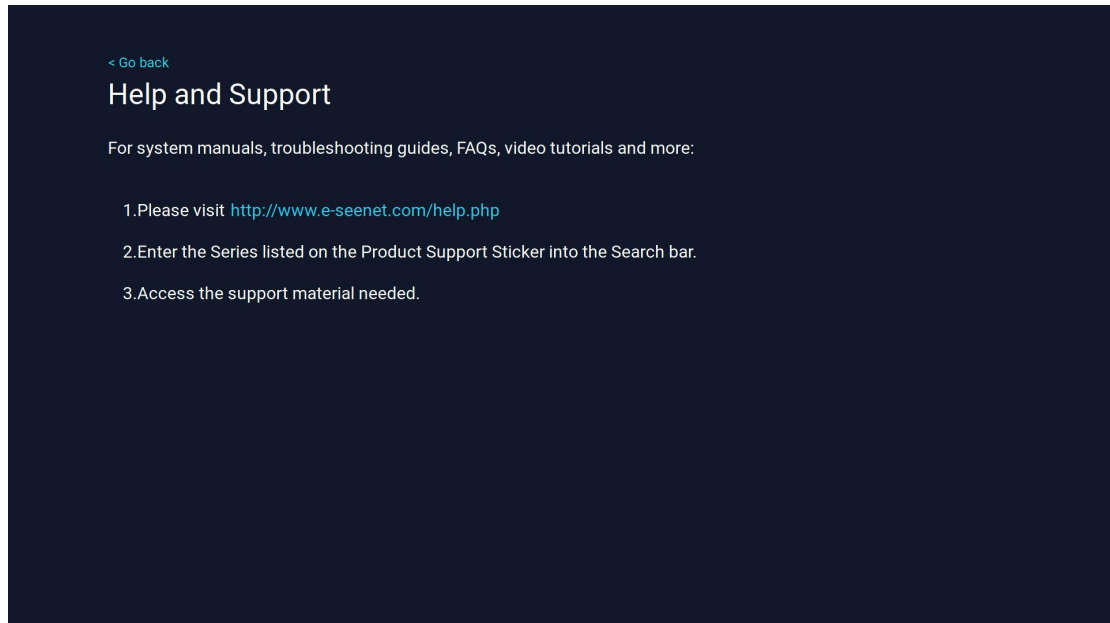 < Go back
Help and Support
For system manuals, troubleshooting guides, FAQs, video tutorials and more:
1.Please visit http://www.e-seenet.com/help.php
2.Enter the Series listed on the Product Support Sticker into the Search bar.
3.Access the support material needed.